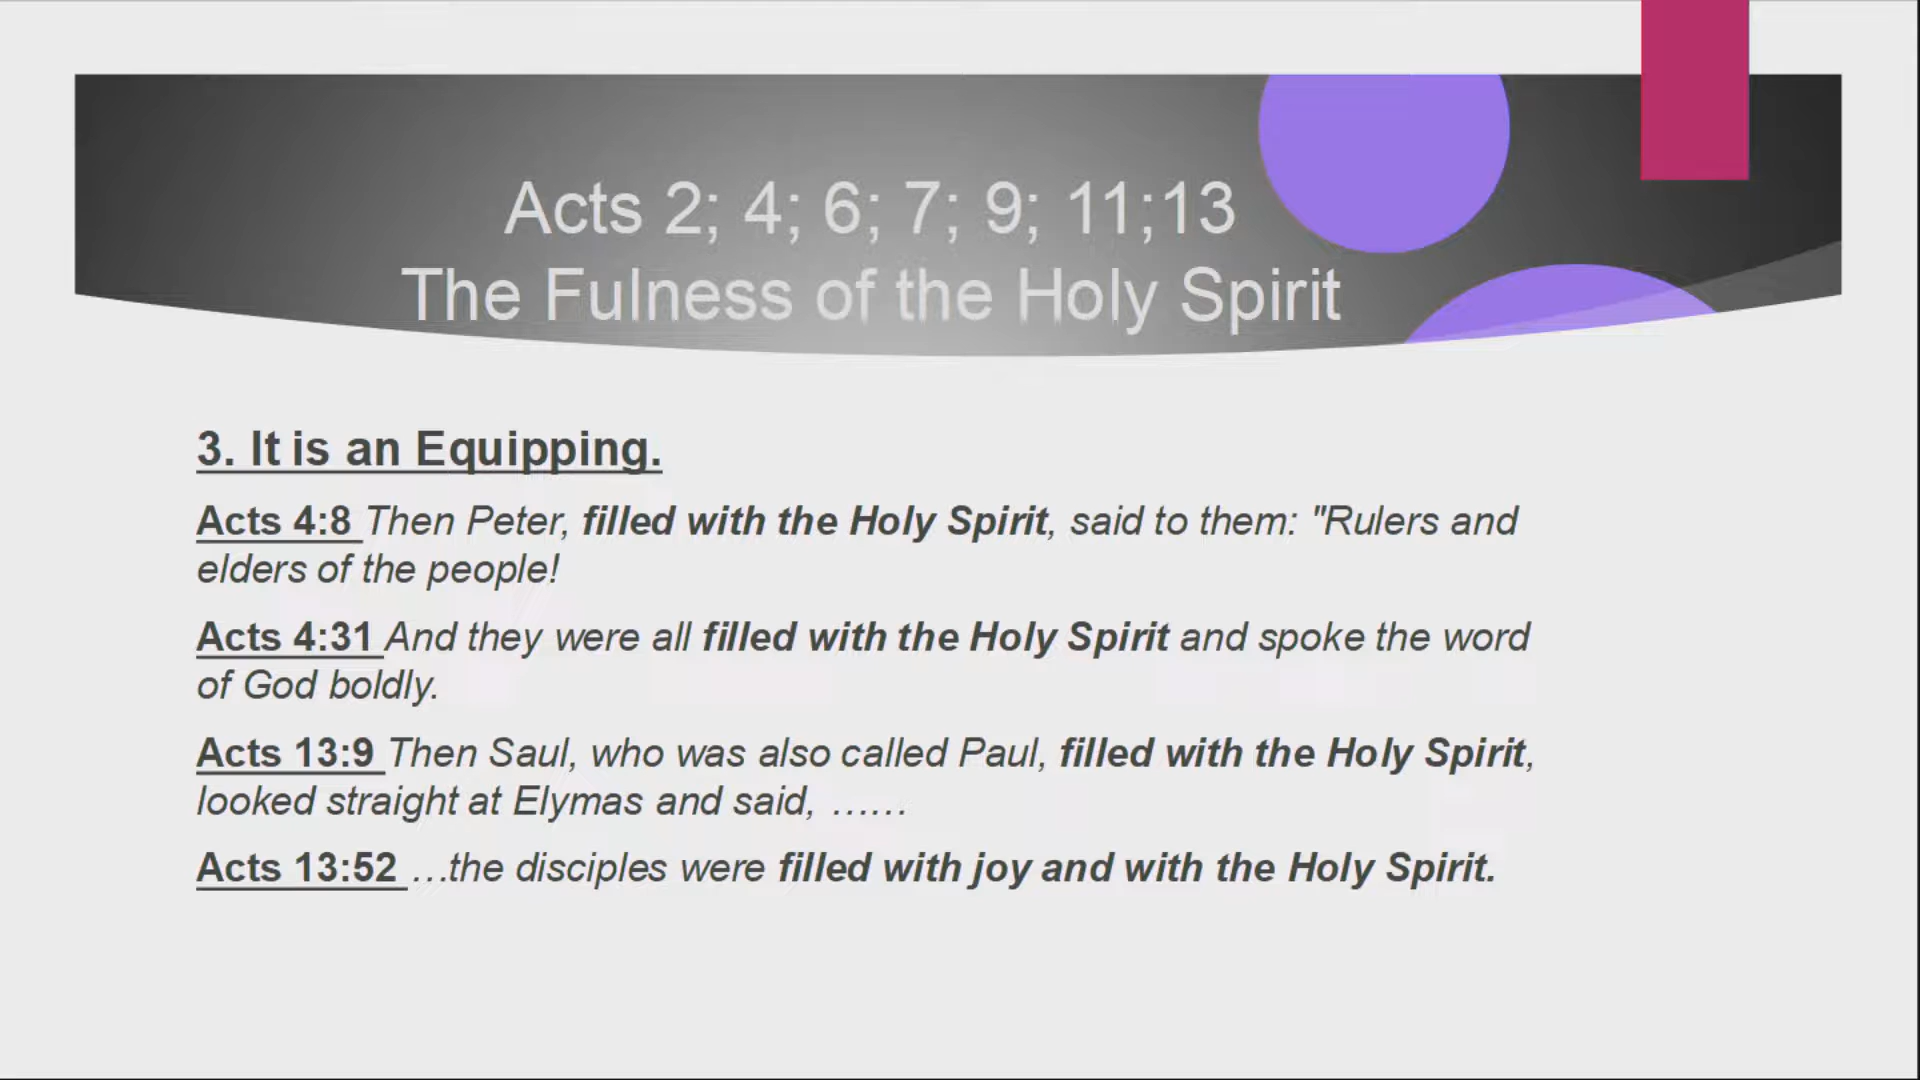 Acts 2; 4; 6; 7; 9; 11;13
The Fulness of the Holy Spirit
3. It is an Equipping.
Acts 4:8 Then Peter, filled with the Holy Spirit, said to them: "Rulers and
elders of the people!
Acts 4:31 And they were all filled with the Holy Spirit and spoke the word
of God boldly.
Acts 13:9 Then Saul, who was also called Paul, filled with the Holy Spirit,
looked straight at Elymas and said, ……
Acts 13:52 …the disciples were filled with joy and with the Holy Spirit.